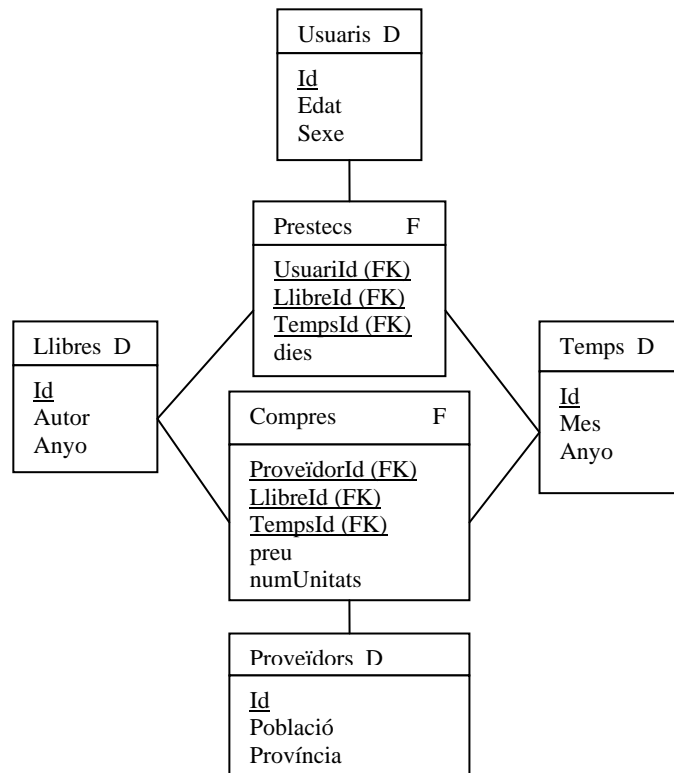 Usuaris D
Id
Edat
Sexe
Prestecs F
UsuariId (FK)
LlibreId (FK)
TempsId (FK)
dies
Llibres D
Id
Autor
Anyo
Temps D
Id
Mes
Anyo
Compres F
ProveïdorId (FK)
LlibreId (FK)
TempsId (FK)
preu
numUnitats
Proveïdors D
Id
Població
Província